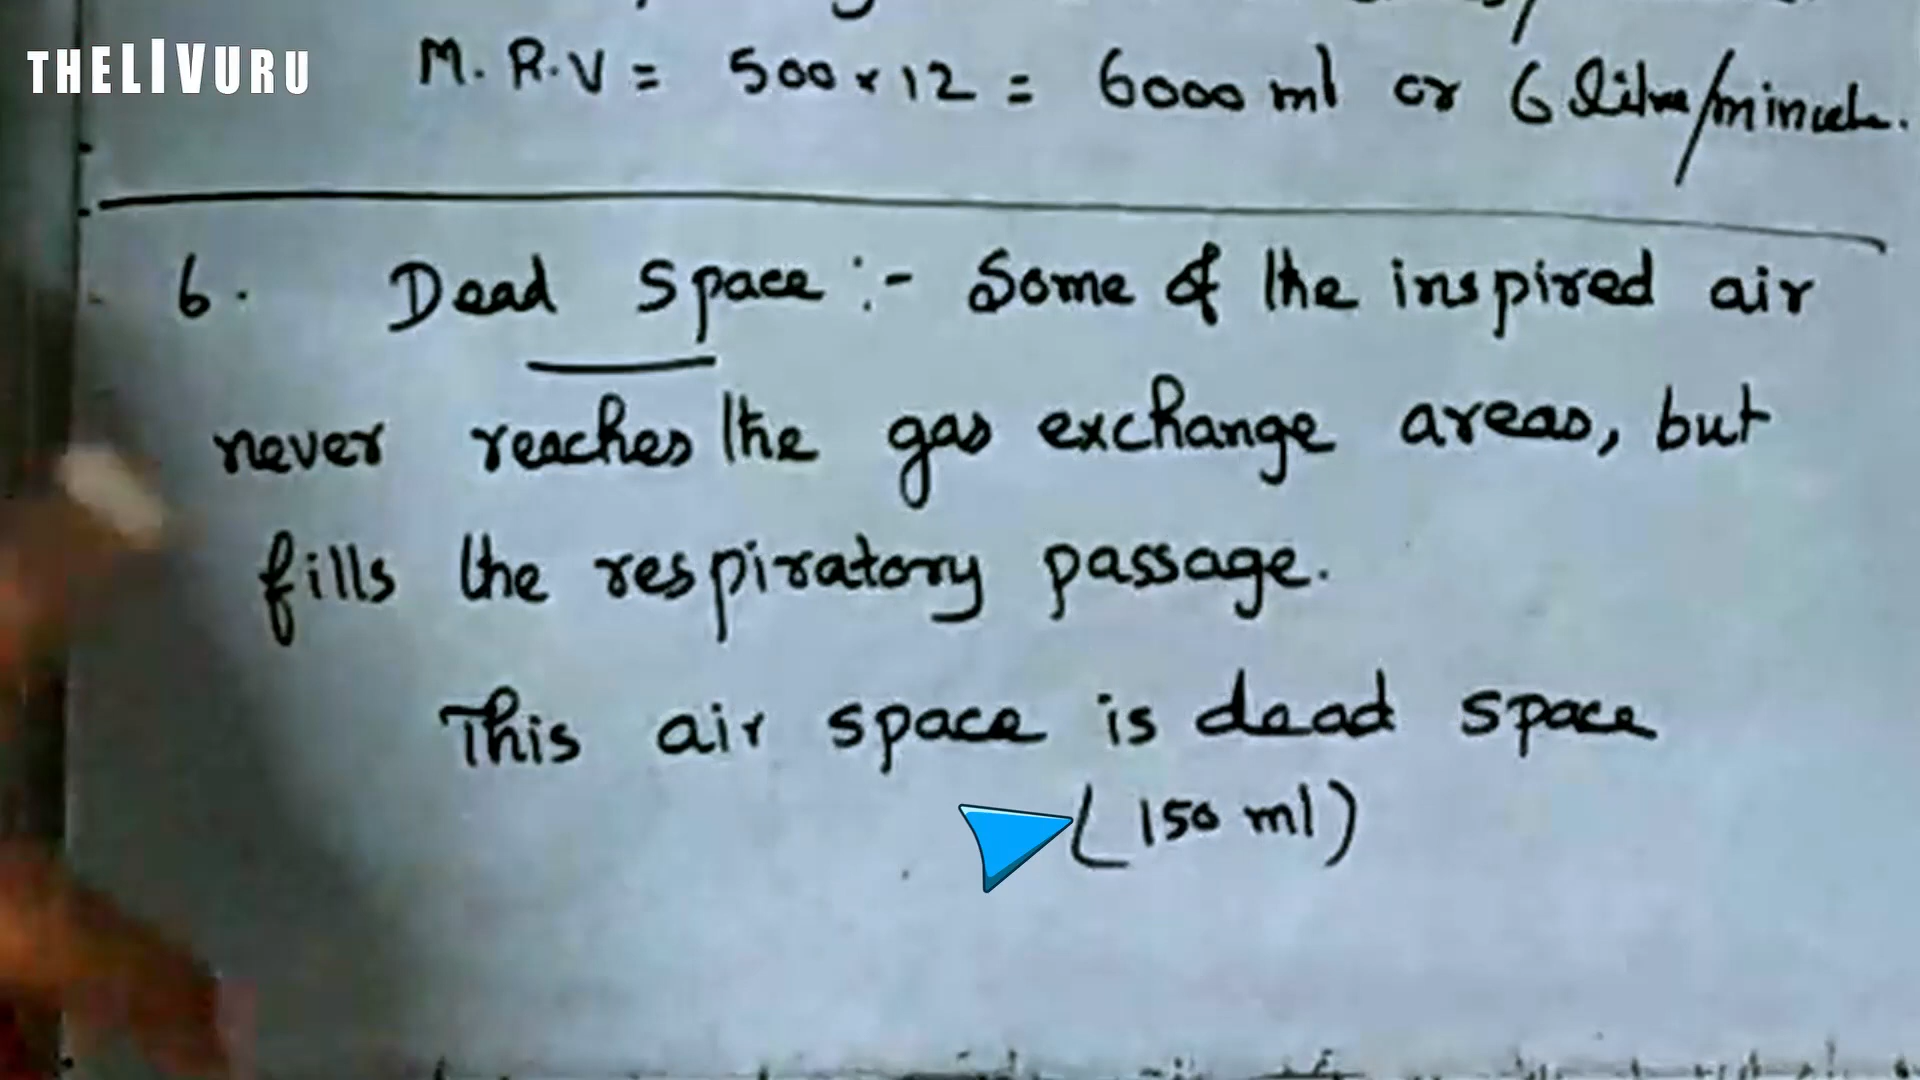 THELIVURU
M.R.V = 500 × 12 = 6000 ml or 6 litre/minute.
6. Dead Space :- Some of the inspired air
never reaches the gas exchange areas, but
fills the respiratory passage.
This air space is dead space
(150 ml)